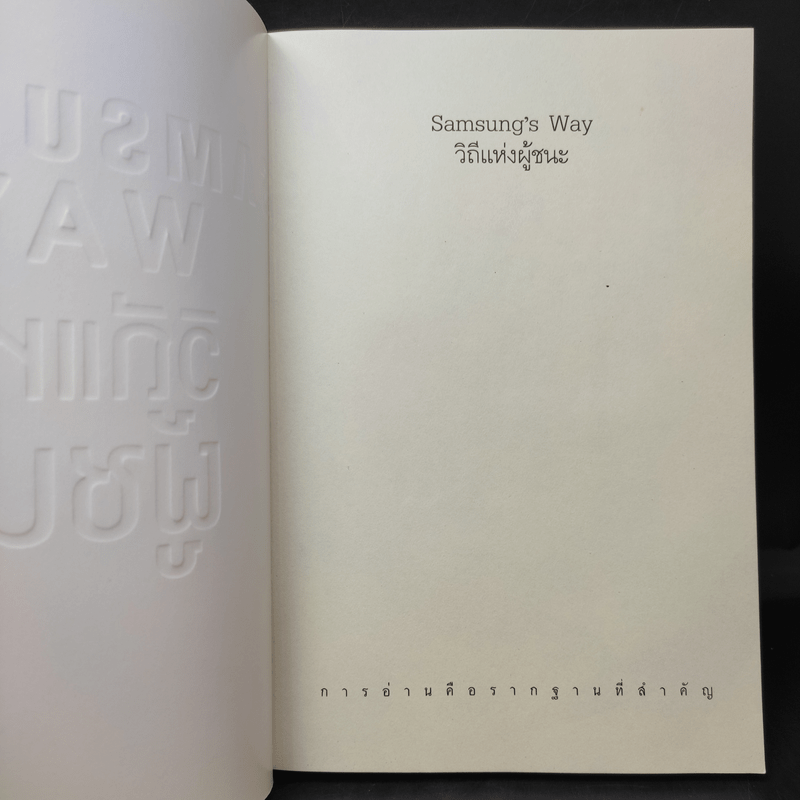 Samsung's Way
วิถีแห่งผู้ชนะ
การอ่านคือรากฐานที่สำคัญ